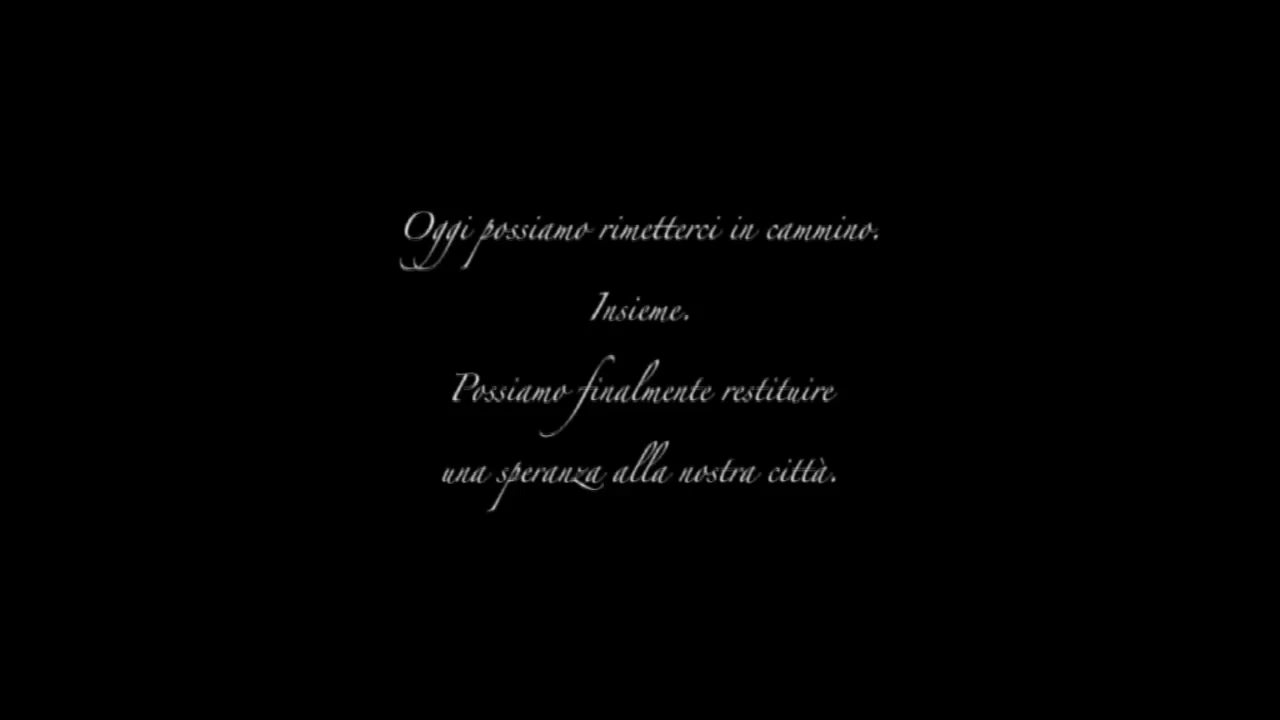 Oggi possiamo rimetterci in cammino.
Insieme.
Possiamo finalmente restituire
una speranza alla nostra città.